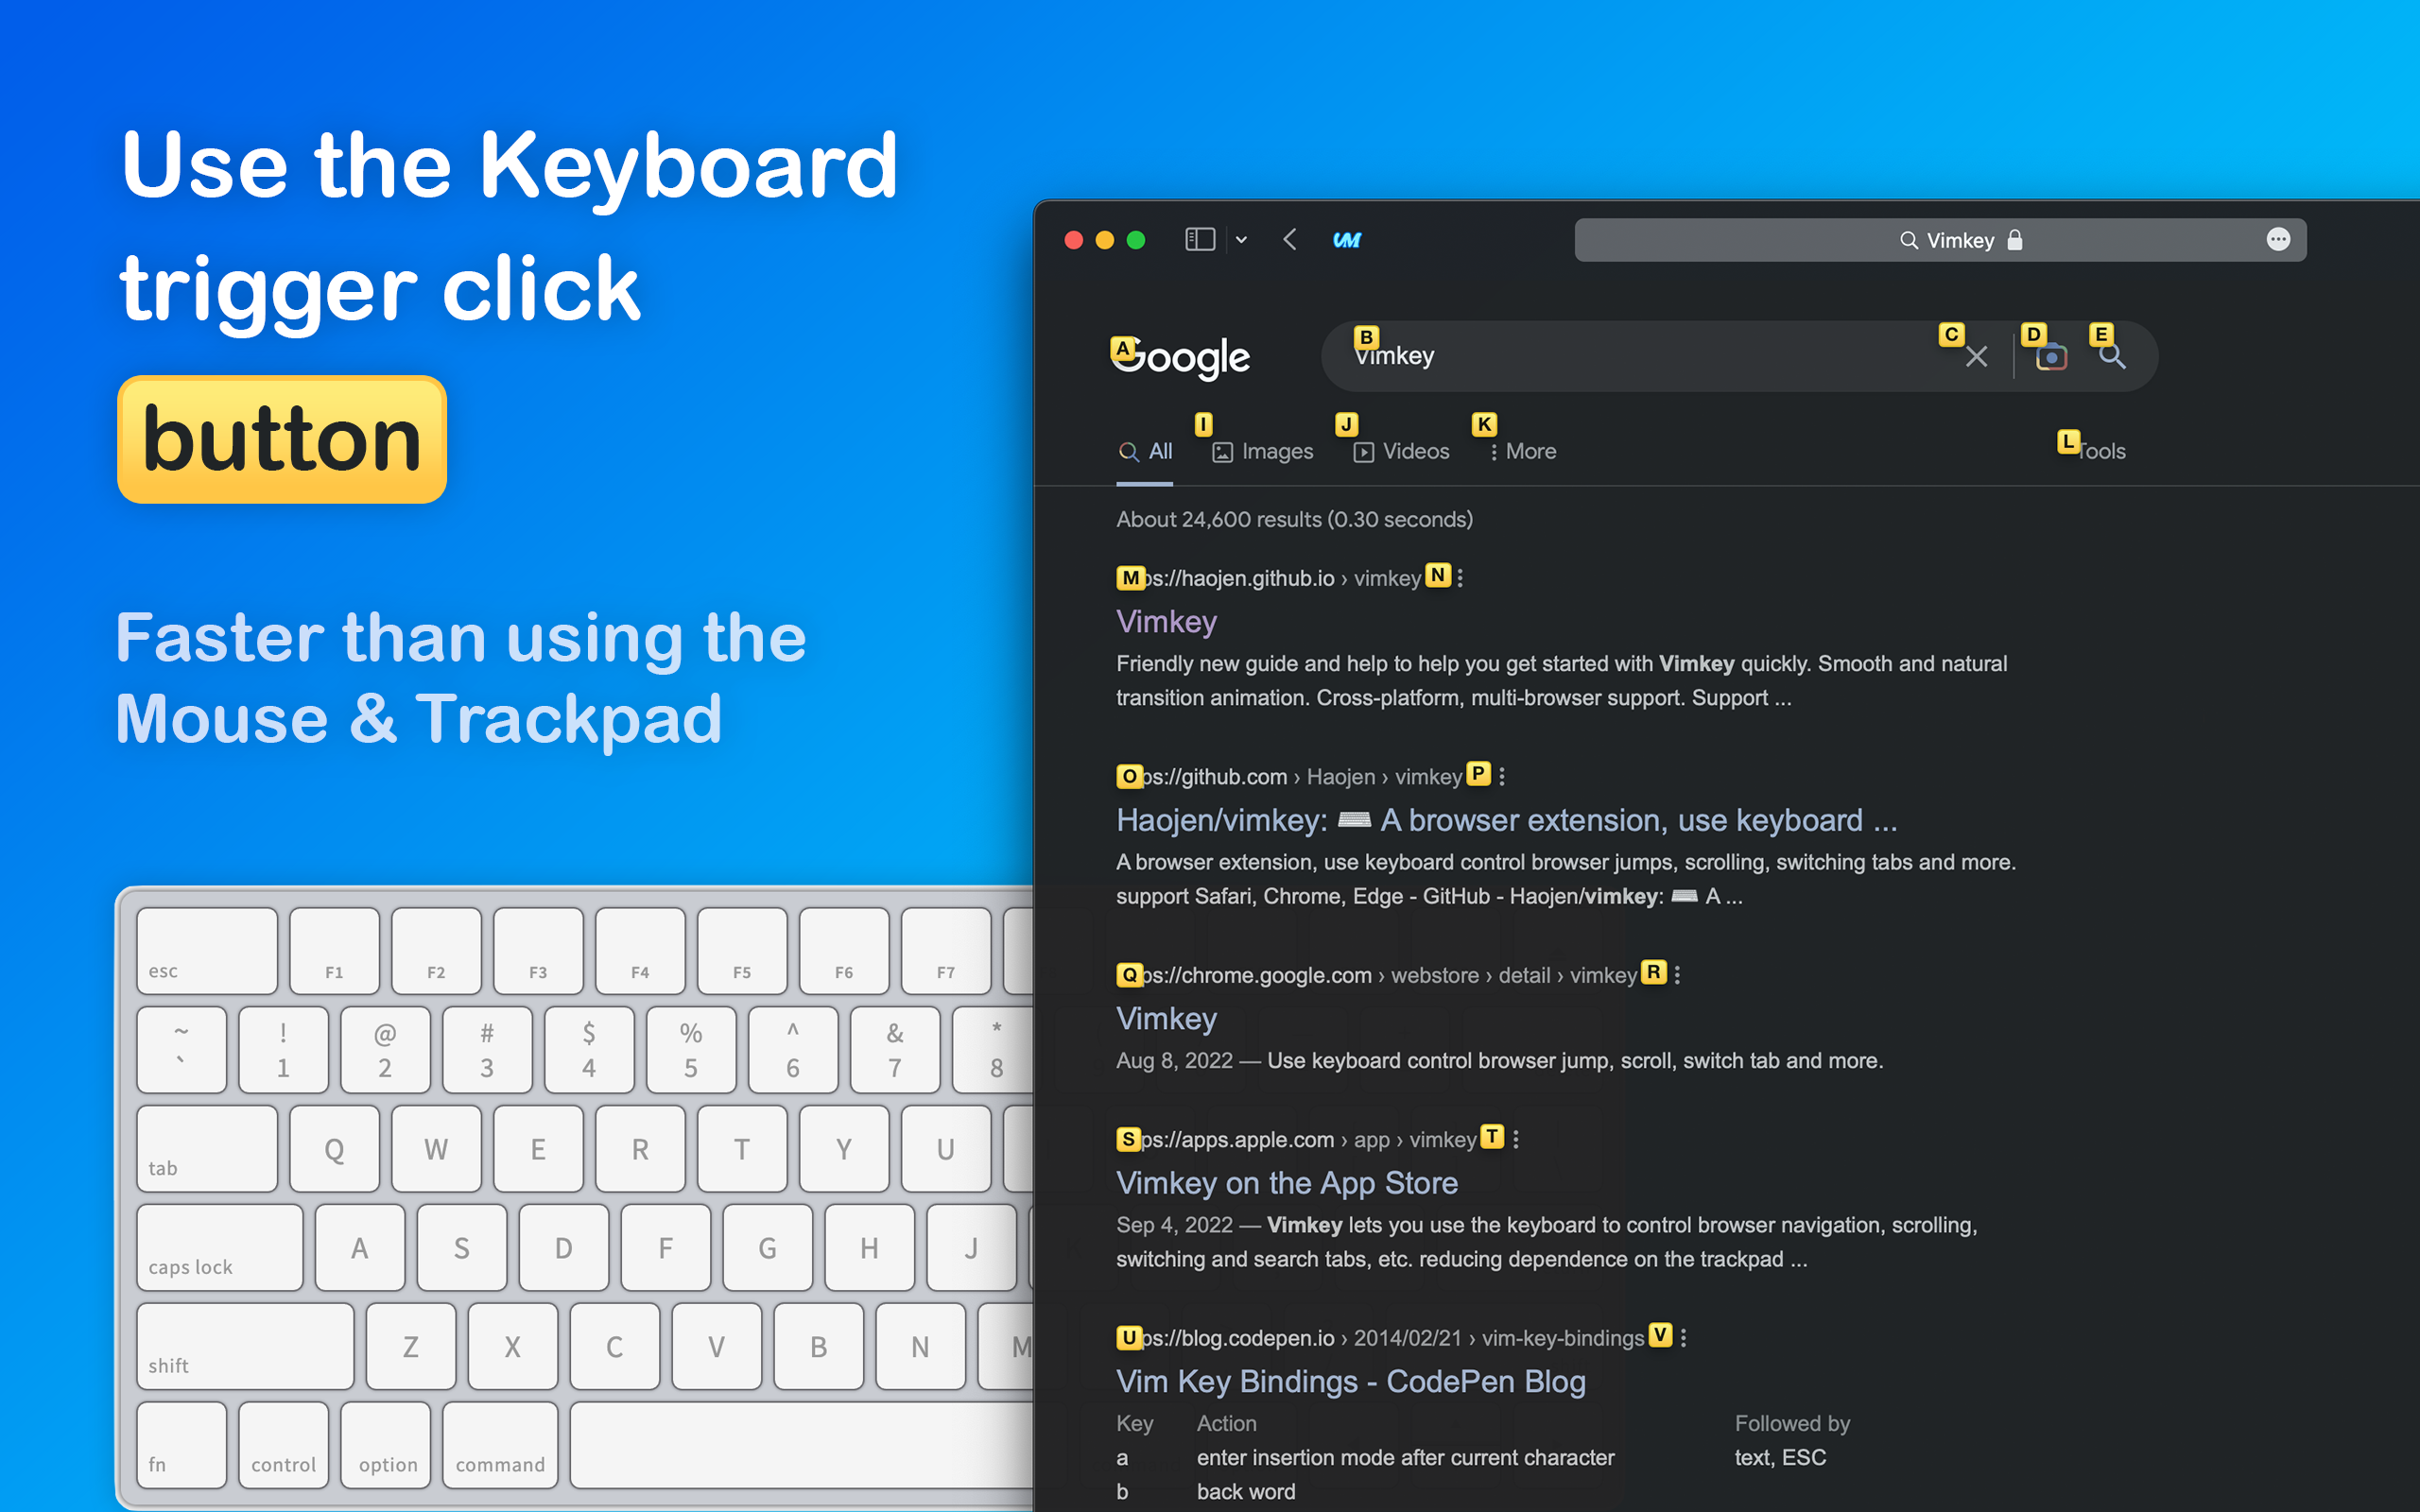 Use the Keyboard
trigger click
button
Faster than using the
Mouse & Trackpad
esc F1 F2 F3 F4 F5 F6 F7
~ ! @ # $ % ^ & *
` 1 2 3 4 5 6 7 8
tab Q W E R T Y U
caps lock A S D F G H J
shift Z X C V B N M
fn control option command
Vimkey
A Google
B Vimkey C D E
I J K
All Images Videos More L Tools
About 24,600 results (0.30 seconds)
M ps://haojen.github.io › vimkey N
Vimkey
Friendly new guide and help to help you get started with Vimkey quickly. Smooth and natural
transition animation. Cross-platform, multi-browser support. Support ...
O ps://github.com › Haojen › vimkey P
Haojen/vimkey: ⌨️ A browser extension, use keyboard ...
A browser extension, use keyboard control browser jumps, scrolling, switching tabs and more.
support Safari, Chrome, Edge - GitHub - Haojen/vimkey: ⌨️ A ...
Q ps://chrome.google.com › webstore › detail › vimkey R
Vimkey
Aug 8, 2022 — Use keyboard control browser jump, scroll, switch tab and more.
S ps://apps.apple.com › app › vimkey T
Vimkey on the App Store
Sep 4, 2022 — Vimkey lets you use the keyboard to control browser navigation, scrolling,
switching and search tabs, etc. reducing dependence on the trackpad ...
U ps://blog.codepen.io › 2014/02/21 › vim-key-bindings V
Vim Key Bindings - CodePen Blog
Key Action Followed by
a enter insertion mode after current character text, ESC
b back word